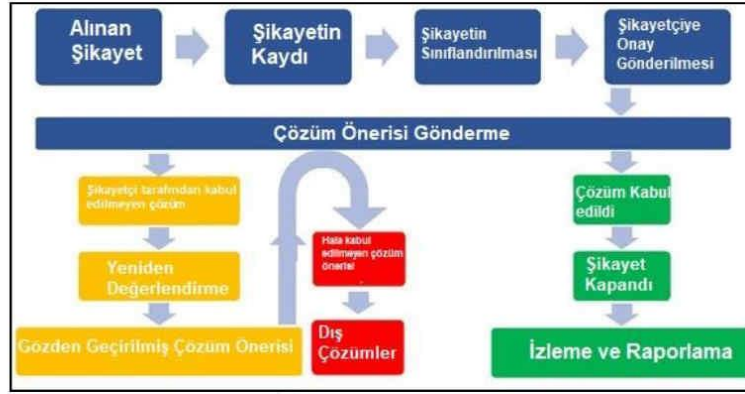 Alınan
Şikayet
Şikayetin
Kaydı
Şikayetin
Sınıflandırılması
Şikayetçiye
Onay
Gönderilmesi
Çözüm Önerisi Gönderme
Şikayetçi tarafından kabul
edilmeyen çözüm
Yeniden
Değerlendirme
Gözden Geçirilmiş Çözüm Önerisi
Hala kabul
edilmeyen çözüm
önerisi
Dış
Çözümler
Çözüm Kabul
edildi
Şikayet
Kapandı
İzleme ve Raporlama